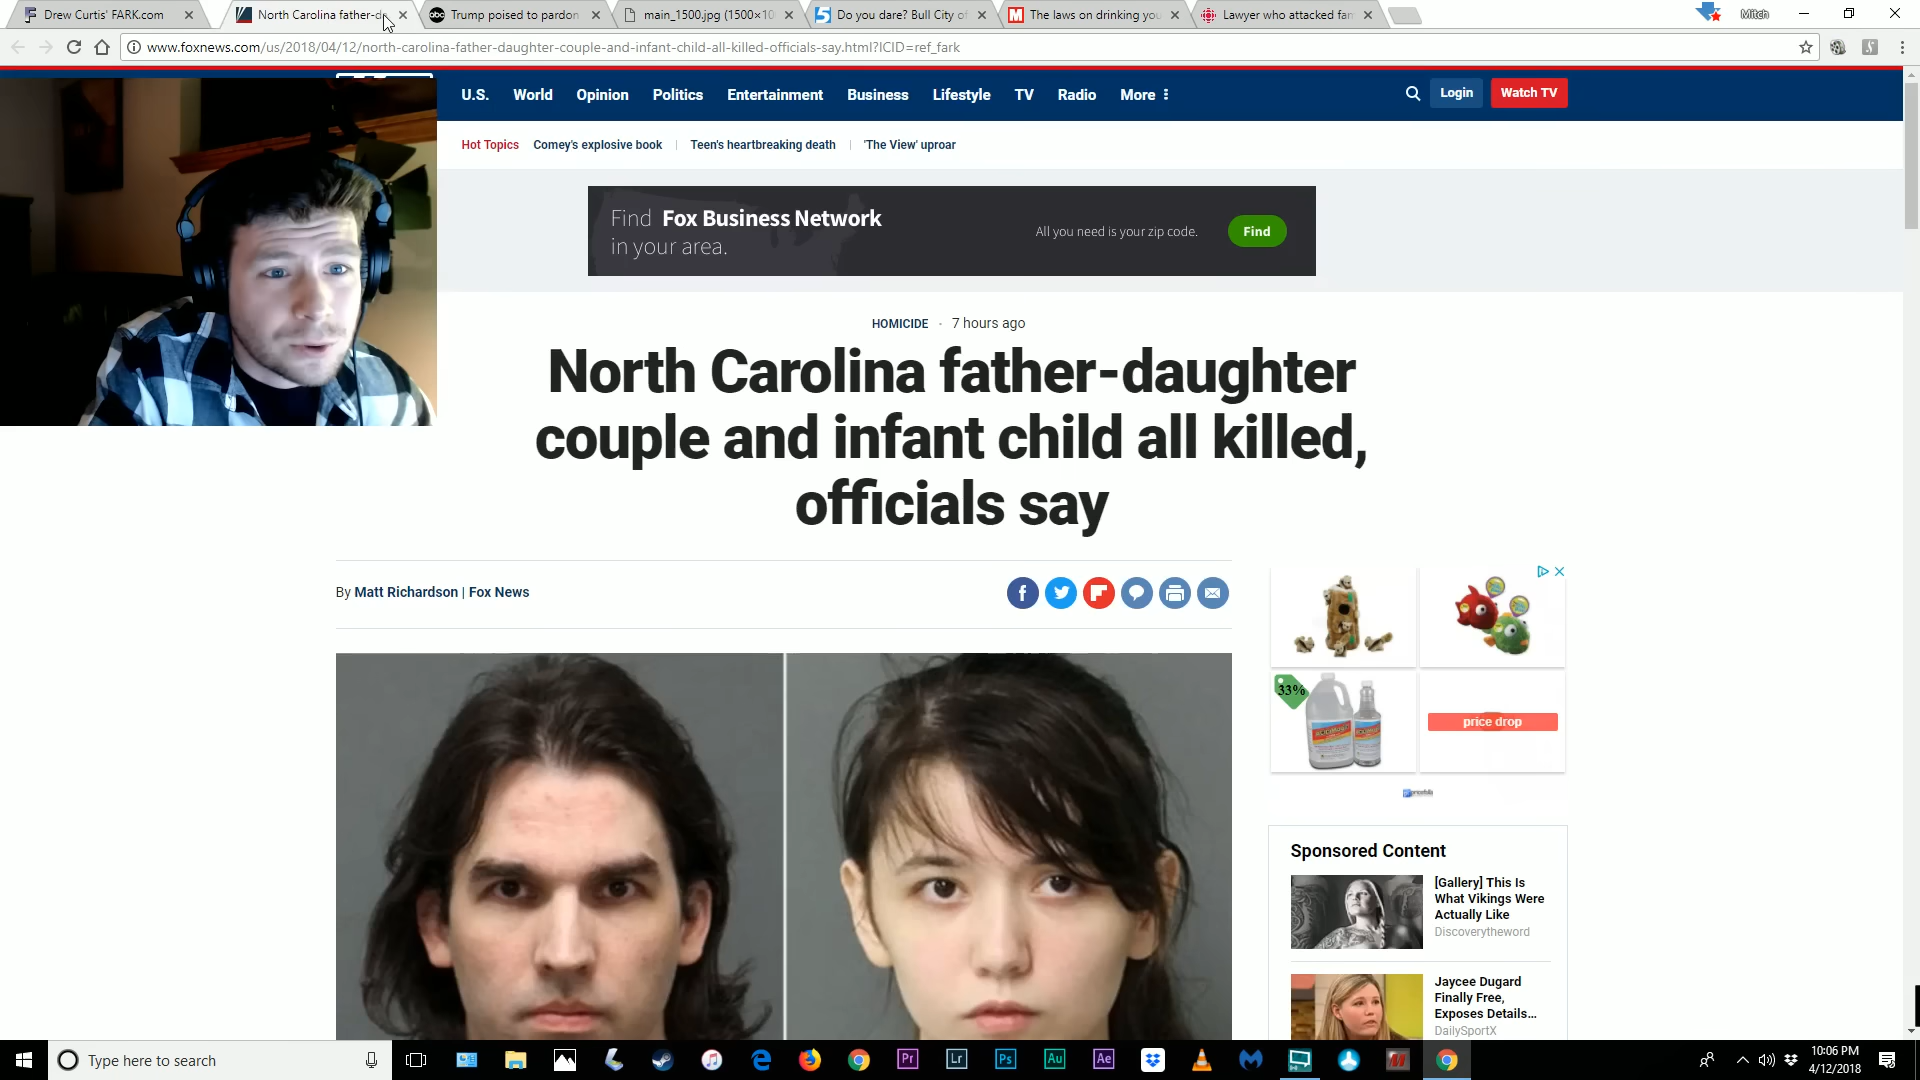 Drew Curtis' FARK.com
North Carolina father-d
Trump poised to pardon
main_1500.jpg (1500×10
Do you dare? Bull City of
The laws on drinking you
Lawyer who attacked fam
Mitch
www.foxnews.com/us/2018/04/12/north-carolina-father-daughter-couple-and-infant-child-all-killed-officials-say.html?ICID=ref_fark
U.S. World Opinion Politics Entertainment Business Lifestyle TV Radio More
Login
Watch TV
Hot Topics Comey's explosive book Teen's heartbreaking death 'The View' uproar
Find Fox Business Network
in your area.
All you need is your zip code.
Find
HOMICIDE · 7 hours ago
North Carolina father-daughter
couple and infant child all killed,
officials say
By Matt Richardson | Fox News
33%
price drop
Sponsored Content
[Gallery] This Is
What Vikings Were
Actually Like
Discoverytheword
Jaycee Dugard
Finally Free,
Exposes Details...
DailySportX
Type here to search
Pr
Lr
Ps
Au
Ae
10:06 PM
4/12/2018